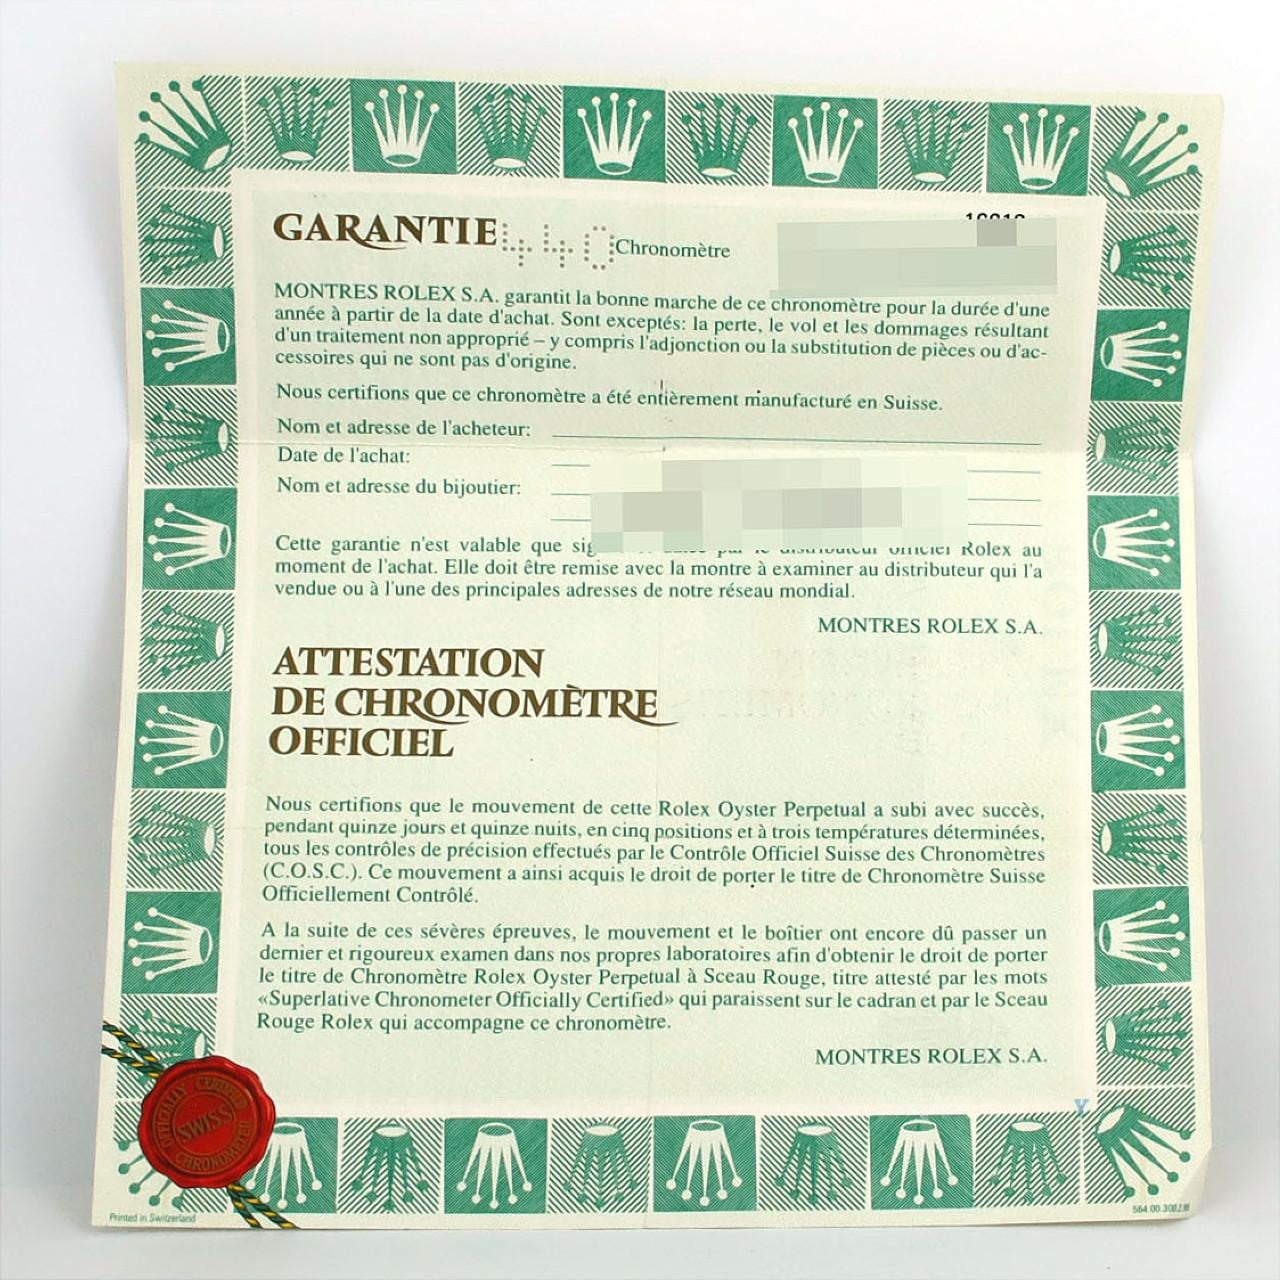 GARANTIE 440 Chronomètre
MONTRES ROLEX S.A. garantit la bonne marche de ce chronomètre pour la durée d'une
année à partir de la date d'achat. Sont exceptés: la perte, le vol et les dommages résultant
d'un traitement non approprié – y compris l'adjonction ou la substitution de pièces ou d'ac-
cessoires qui ne sont pas d'origine.
Nous certifions que ce chronomètre a été entièrement manufacturé en Suisse.
Nom et adresse de l'acheteur:
Date de l'achat:
Nom et adresse du bijoutier:
Cette garantie n'est valable que par le distributeur officiel Rolex au
moment de l'achat. Elle doit être remise avec la montre à examiner au distributeur qui l'a
vendue ou à l'une des principales adresses de notre réseau mondial.
MONTRES ROLEX S.A.
ATTESTATION
DE CHRONOMÈTRE
OFFICIEL
Nous certifions que le mouvement de cette Rolex Oyster Perpetual a subi avec succès,
pendant quinze jours et quinze nuits, en cinq positions et à trois températures déterminées,
tous les contrôles de précision effectués par le Contrôle Officiel Suisse des Chronomètres
(C.O.S.C.). Ce mouvement a ainsi acquis le droit de porter le titre de Chronomètre Suisse
Officiellement Contrôlé.
A la suite de ces sévères épreuves, le mouvement et le boîtier ont encore dû passer un
dernier et rigoureux examen dans nos propres laboratoires afin d'obtenir le droit de porter
le titre de Chronomètre Rolex Oyster Perpetual à Sceau Rouge, titre attesté par les mots
«Superlative Chronometer Officially Certified» qui paraissent sur le cadran et par le Sceau
Rouge Rolex qui accompagne ce chronomètre.
MONTRES ROLEX S.A.
Y
OFFICIALLY CERTIFIED
SWISS
CHRONOMETER
Printed in Switzerland